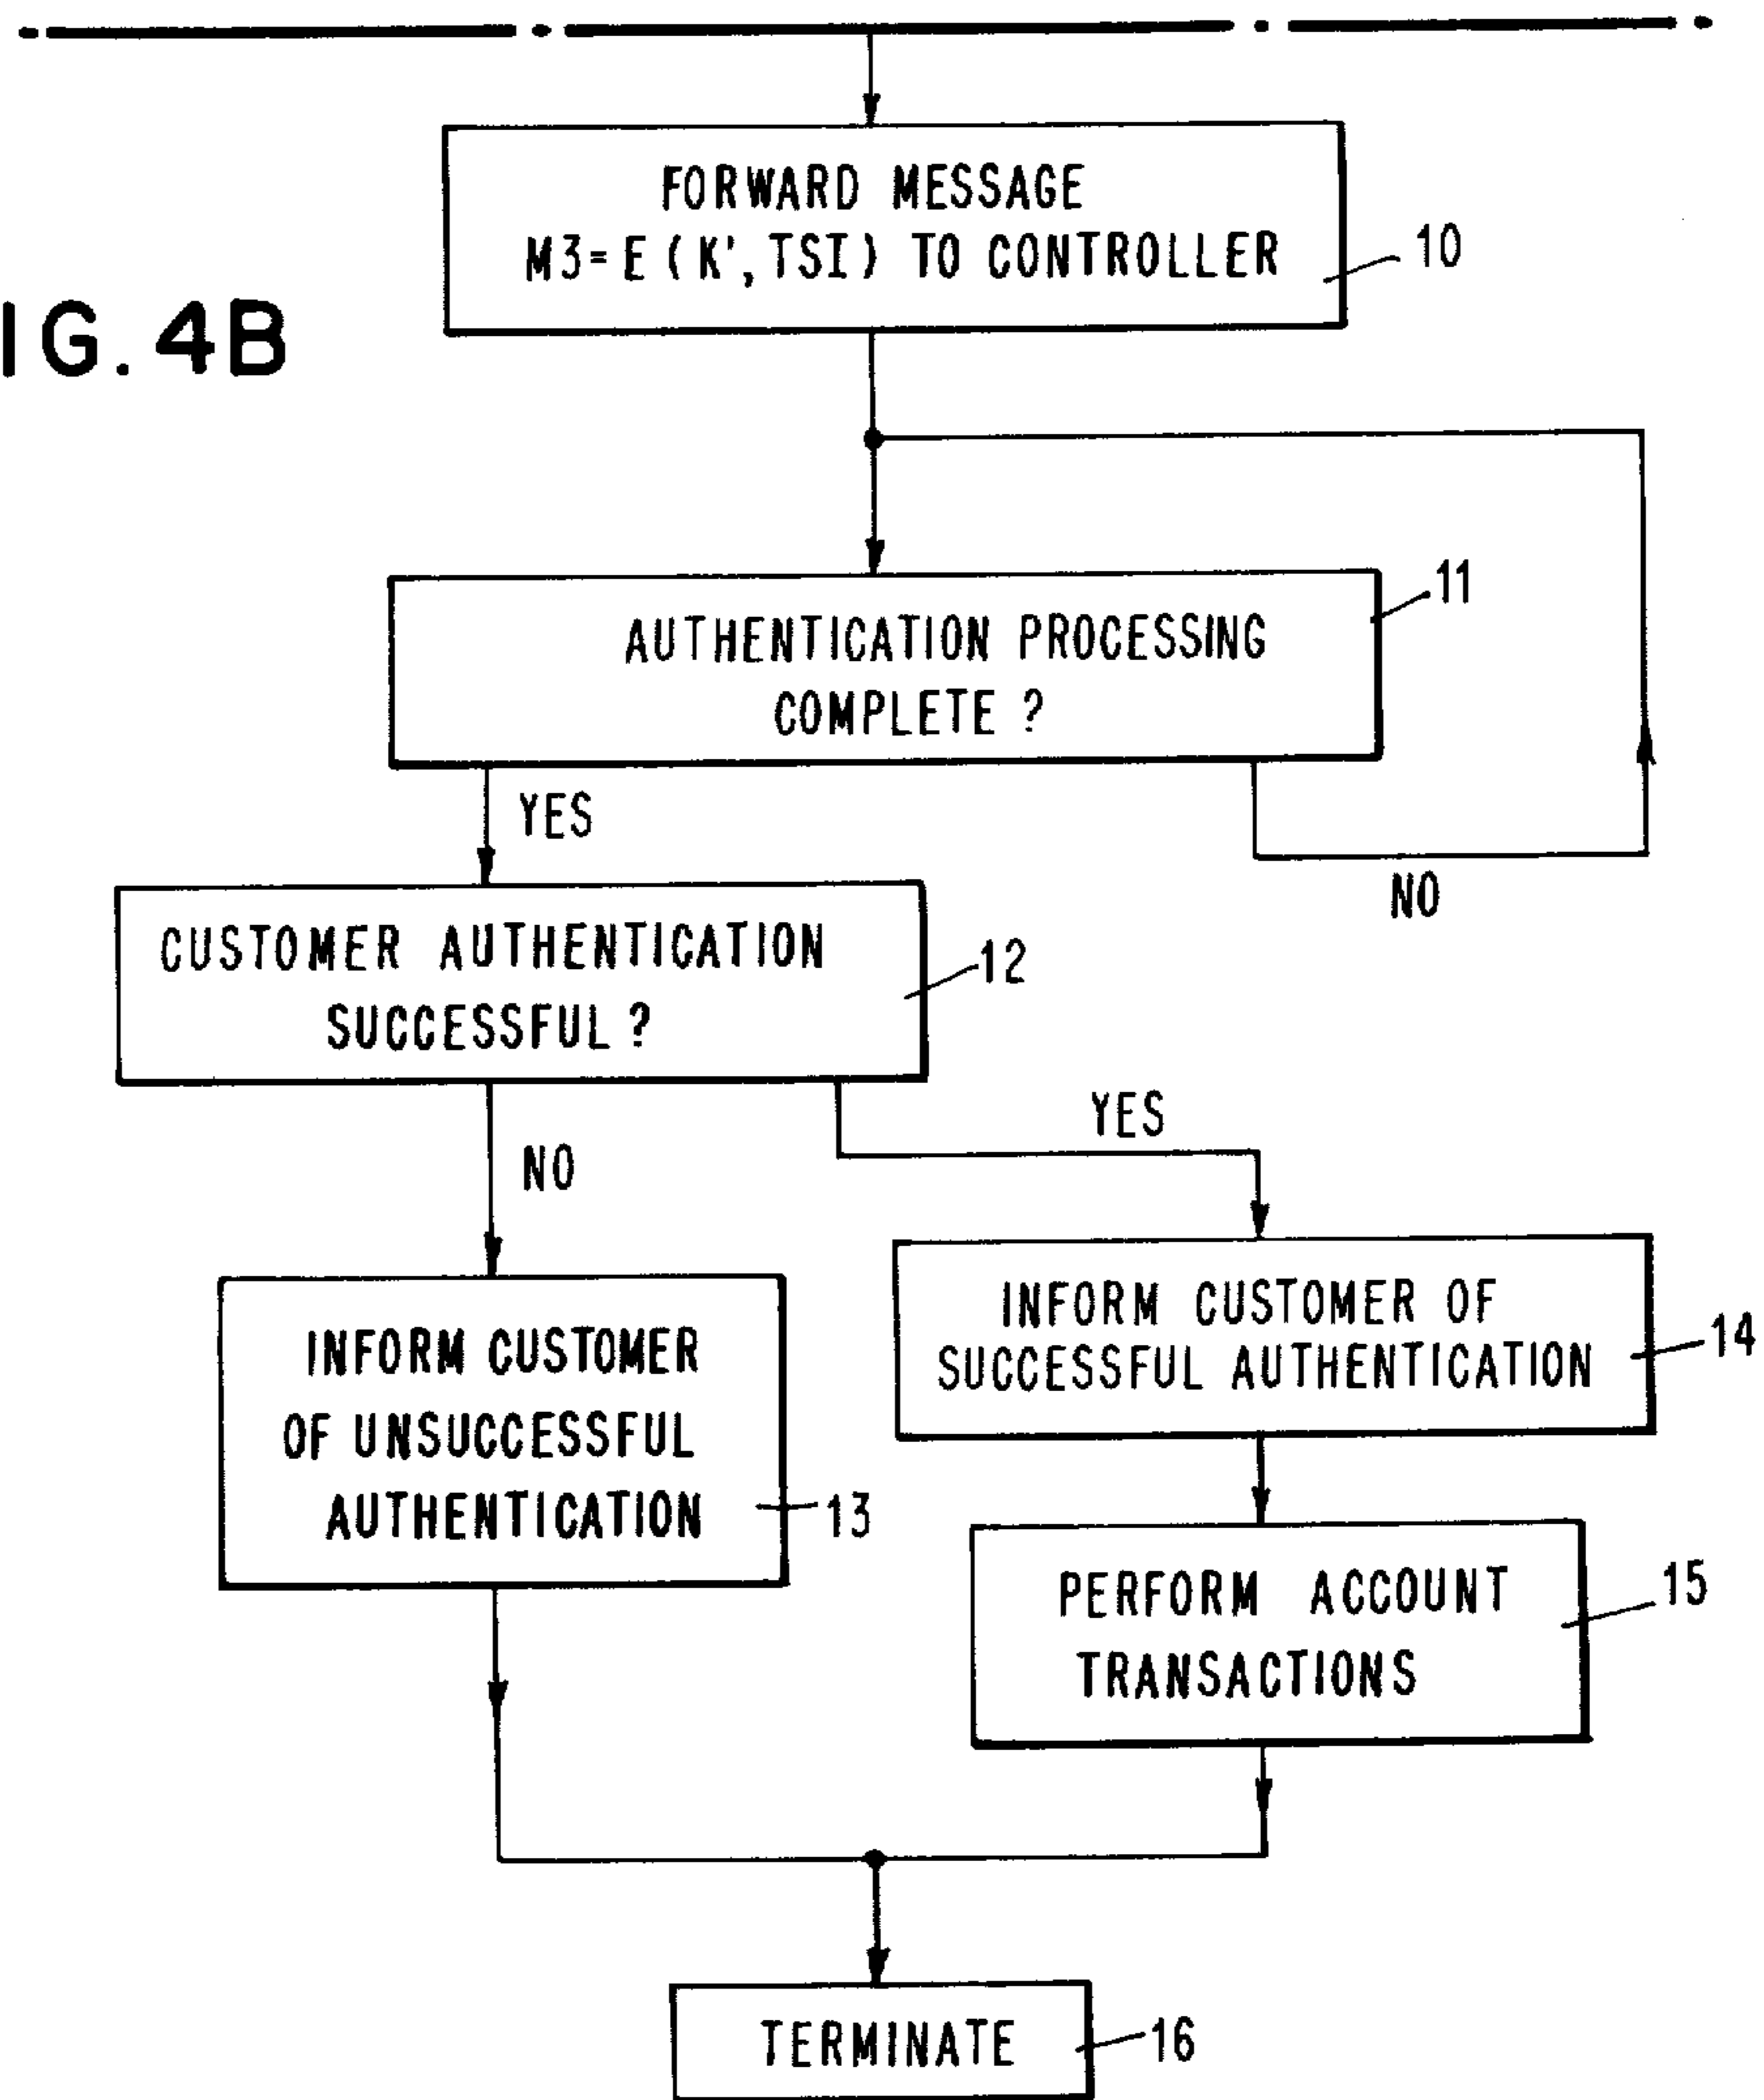 FORWARD MESSAGE
M3=E (K', TSI) TO CONTROLLER
10
IG. 4B
11
AUTHENTICATION PROCESSING
COMPLETE ?
YES
NO
CUSTOMER AUTHENTICATION
SUCCESSFUL ?
12
YES
NO
INFORM CUSTOMER OF
SUCCESSFUL AUTHENTICATION
14
INFORM CUSTOMER
OF UNSUCCESSFUL
AUTHENTICATION
13
PERFORM ACCOUNT
TRANSACTIONS
15
TERMINATE
16